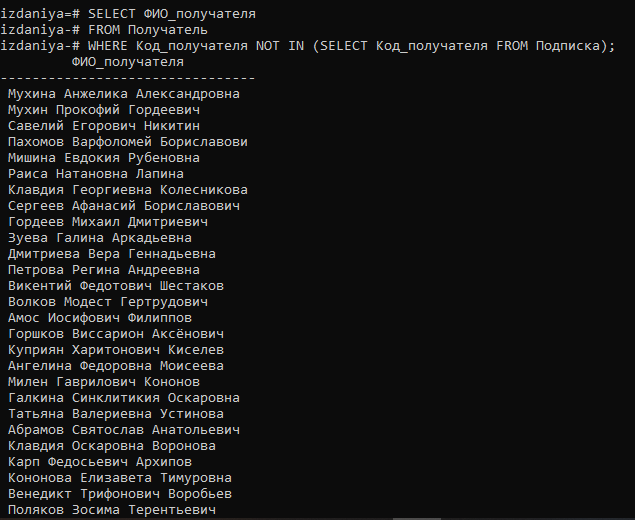 izdaniya=# SELECT ФИО_получателя
izdaniya-# FROM Получатель
izdaniya-# WHERE Код_получателя NOT IN (SELECT Код_получателя FROM Подписка);
ФИО_получателя
--------------------------------
Мухина Анжелика Александровна
Мухин Прокофий Гордеевич
Савелий Егорович Никитин
Пахомов Варфоломей Бориславови
Мишина Евдокия Рубеновна
Раиса Натановна Лапина
Клавдия Георгиевна Колесникова
Сергеев Афанасий Бориславович
Гордеев Михаил Дмитриевич
Зуева Галина Аркадьевна
Дмитриева Вера Геннадьевна
Петрова Регина Андреевна
Викентий Федотович Шестаков
Волков Модест Гертрудович
Амос Иосифович Филиппов
Горшков Виссарион Аксёнович
Куприян Харитонович Киселев
Ангелина Федоровна Моисеева
Милен Гаврилович Кононов
Галкина Синклитикия Оскаровна
Татьяна Валериевна Устинова
Абрамов Святослав Анатольевич
Клавдия Оскаровна Воронова
Карп Федосьевич Архипов
Кононова Елизавета Тимуровна
Венедикт Трифонович Воробьев
Поляков Зосима Терентьевич